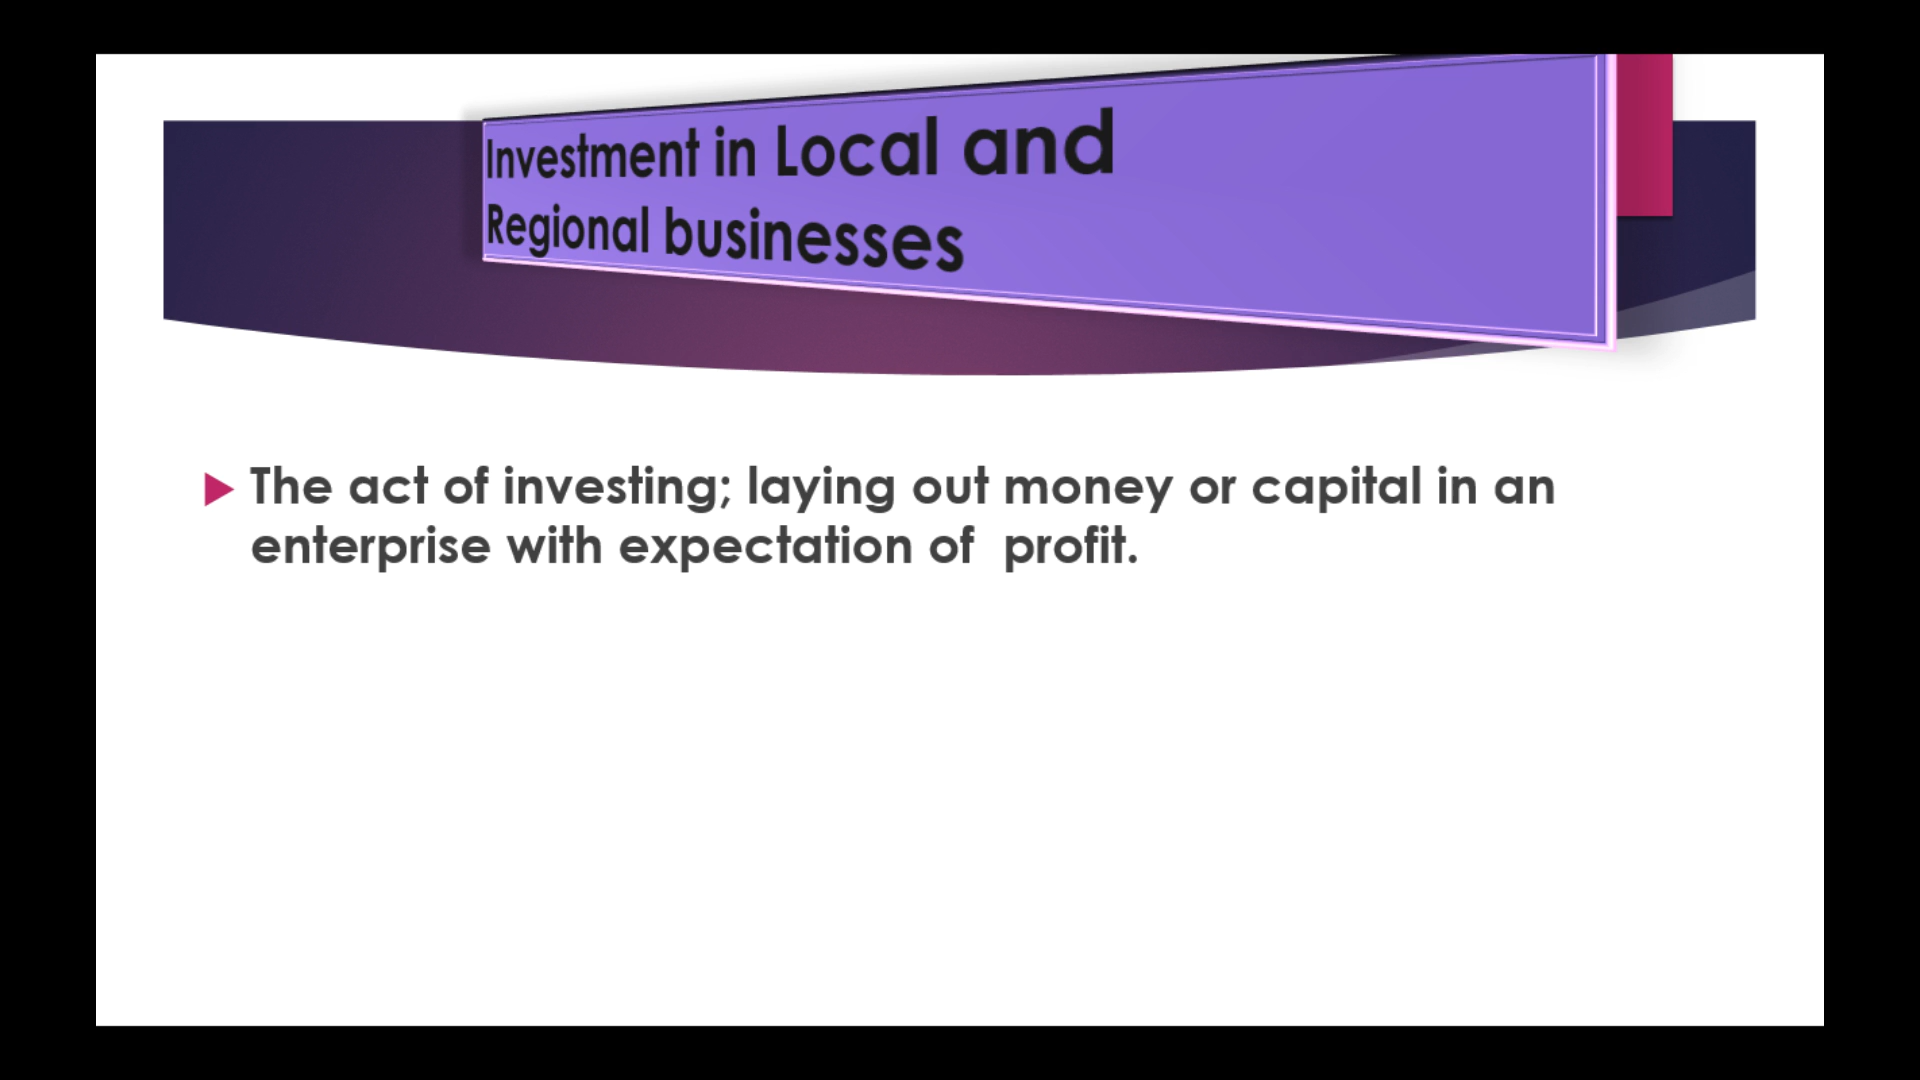 Investment in Local and
Regional businesses
The act of investing; laying out money or capital in an
enterprise with expectation of  profit.